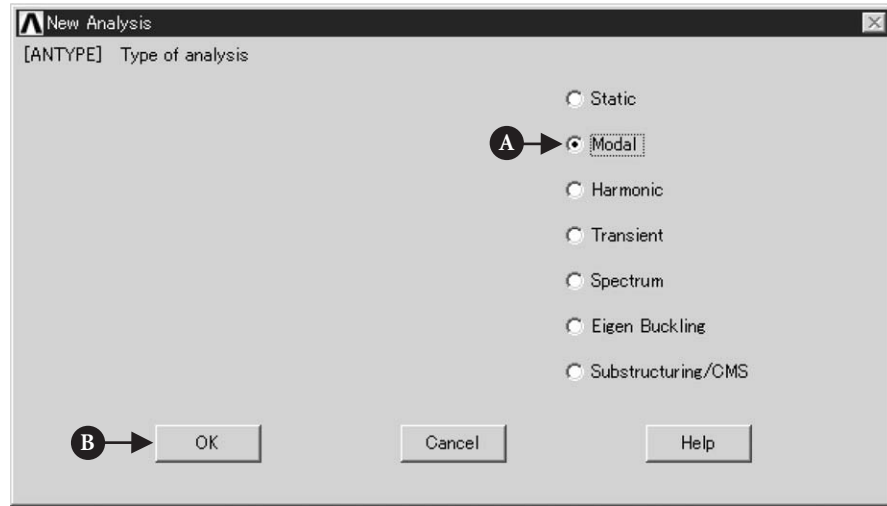 New Analysis
[ANTYPE] Type of analysis
Static
A Modal
Harmonic
Transient
Spectrum
Eigen Buckling
Substructuring/CMS
B OK Cancel Help